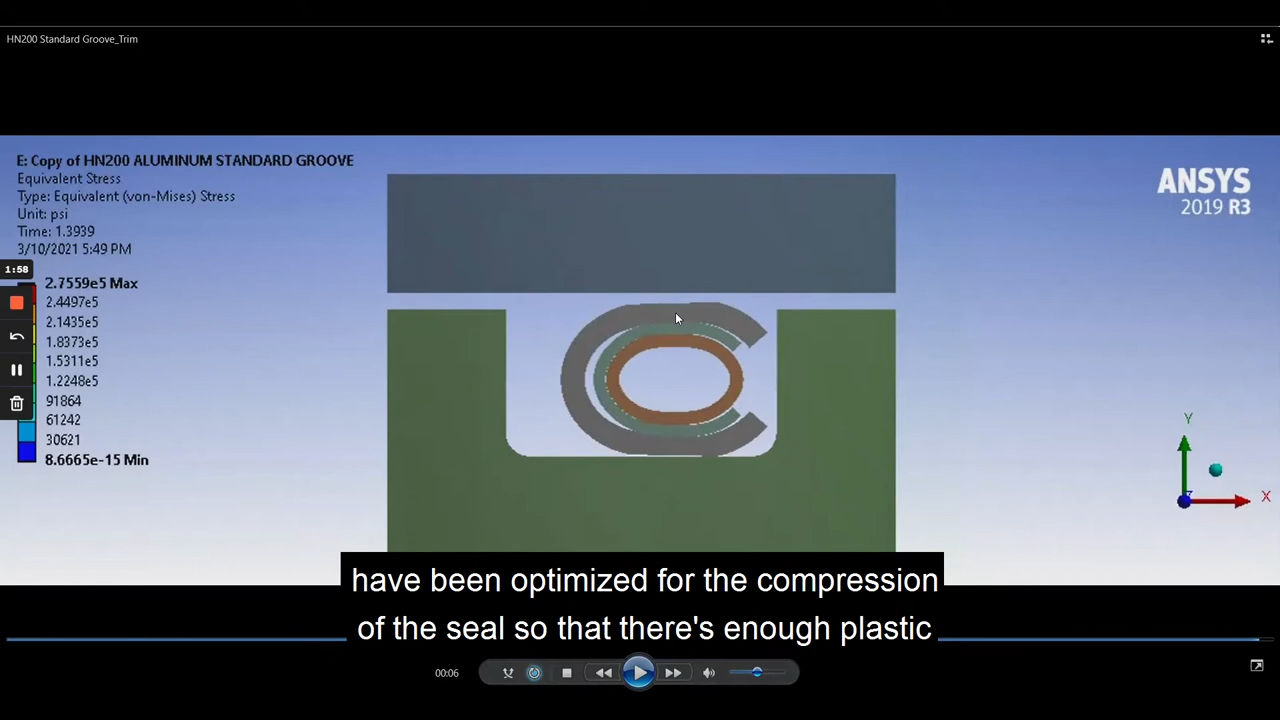 HN200 Standard Groove_Trim
E: Copy of HN200 ALUMINUM STANDARD GROOVE
Equivalent Stress
Type: Equivalent (von-Mises) Stress
Unit: psi
Time: 1.3939
3/10/2021 5:49 PM
1:58
2.7559e5 Max
2.4497e5
2.1435e5
1.8373e5
1.5311e5
1.2248e5
91864
61242
30621
8.6665e-15 Min
ANSYS
2019 R3
Y
X
have been optimized for the compression
of the seal so that there's enough plastic
00:06